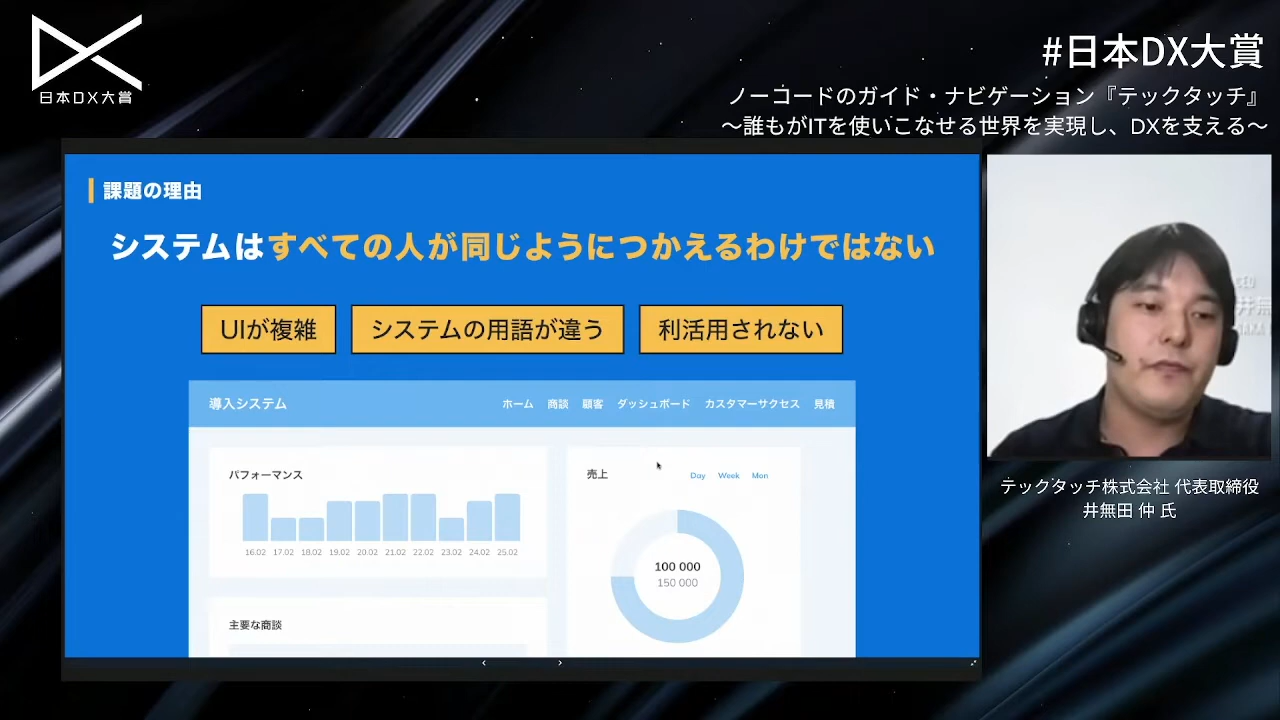 日本DX大賞
#日本DX大賞
ノーコードのガイド・ナビゲーション『テックタッチ』
〜誰もがITを使いこなせる世界を実現し、DXを支える〜
課題の理由
システムはすべての人が同じようにつかえるわけではない
UIが複雑
システムの用語が違う
利活用されない
導入システム
ホーム 商談 顧客 ダッシュボード カスタマーサクセス 見積
パフォーマンス
16.02 17.02 18.02 19.02 20.02 21.02 22.02 23.02 24.02 25.02
売上
Day Week Mon
100 000
150 000
主要な商談
テックタッチ株式会社 代表取締役
井無田 仲 氏